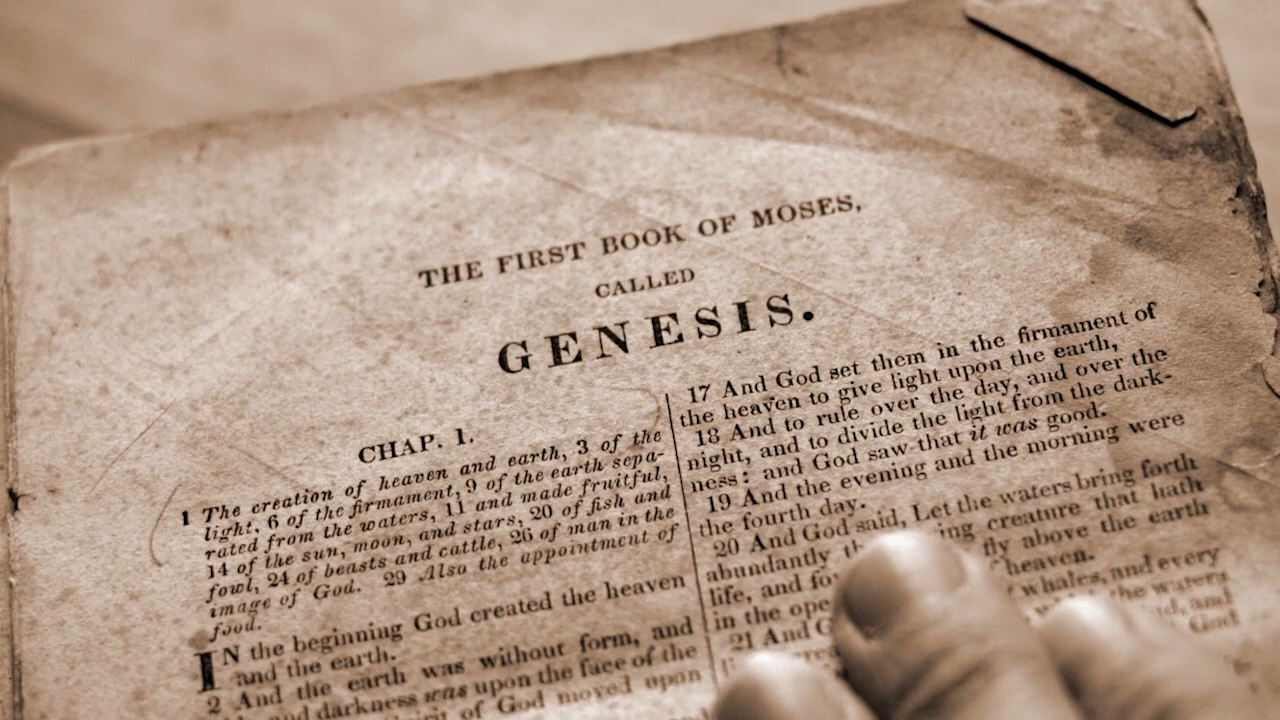 THE FIRST BOOK OF MOSES,
CALLED
GENESIS.
CHAP. 1.
1 The creation of heaven and earth, 3 of the
light, 6 of the firmament, 9 of the earth sepa-
rated from the waters, 11 and made fruitful,
14 of the sun, moon, and stars, 20 of fish and
fowl, 24 of beasts and cattle, 26 of man in the
image of God. 29 Also the appointment of
food.
IN the beginning God created the heaven
and the earth.
2 And the earth was without form, and
and darkness was upon the face of the
Spirit of God moved upon
17 And God set them in the firmament of
the heaven to give light upon the earth,
18 And to rule over the day, and over the
night, and to divide the light from the dark-
ness: and God saw that it was good.
19 And the evening and the morning were
the fourth day.
20 And God said, Let the waters bring forth
abundantly creature that hath
life, and fly above the earth
in the heaven.
21 And whales, and every
the waters
and
God